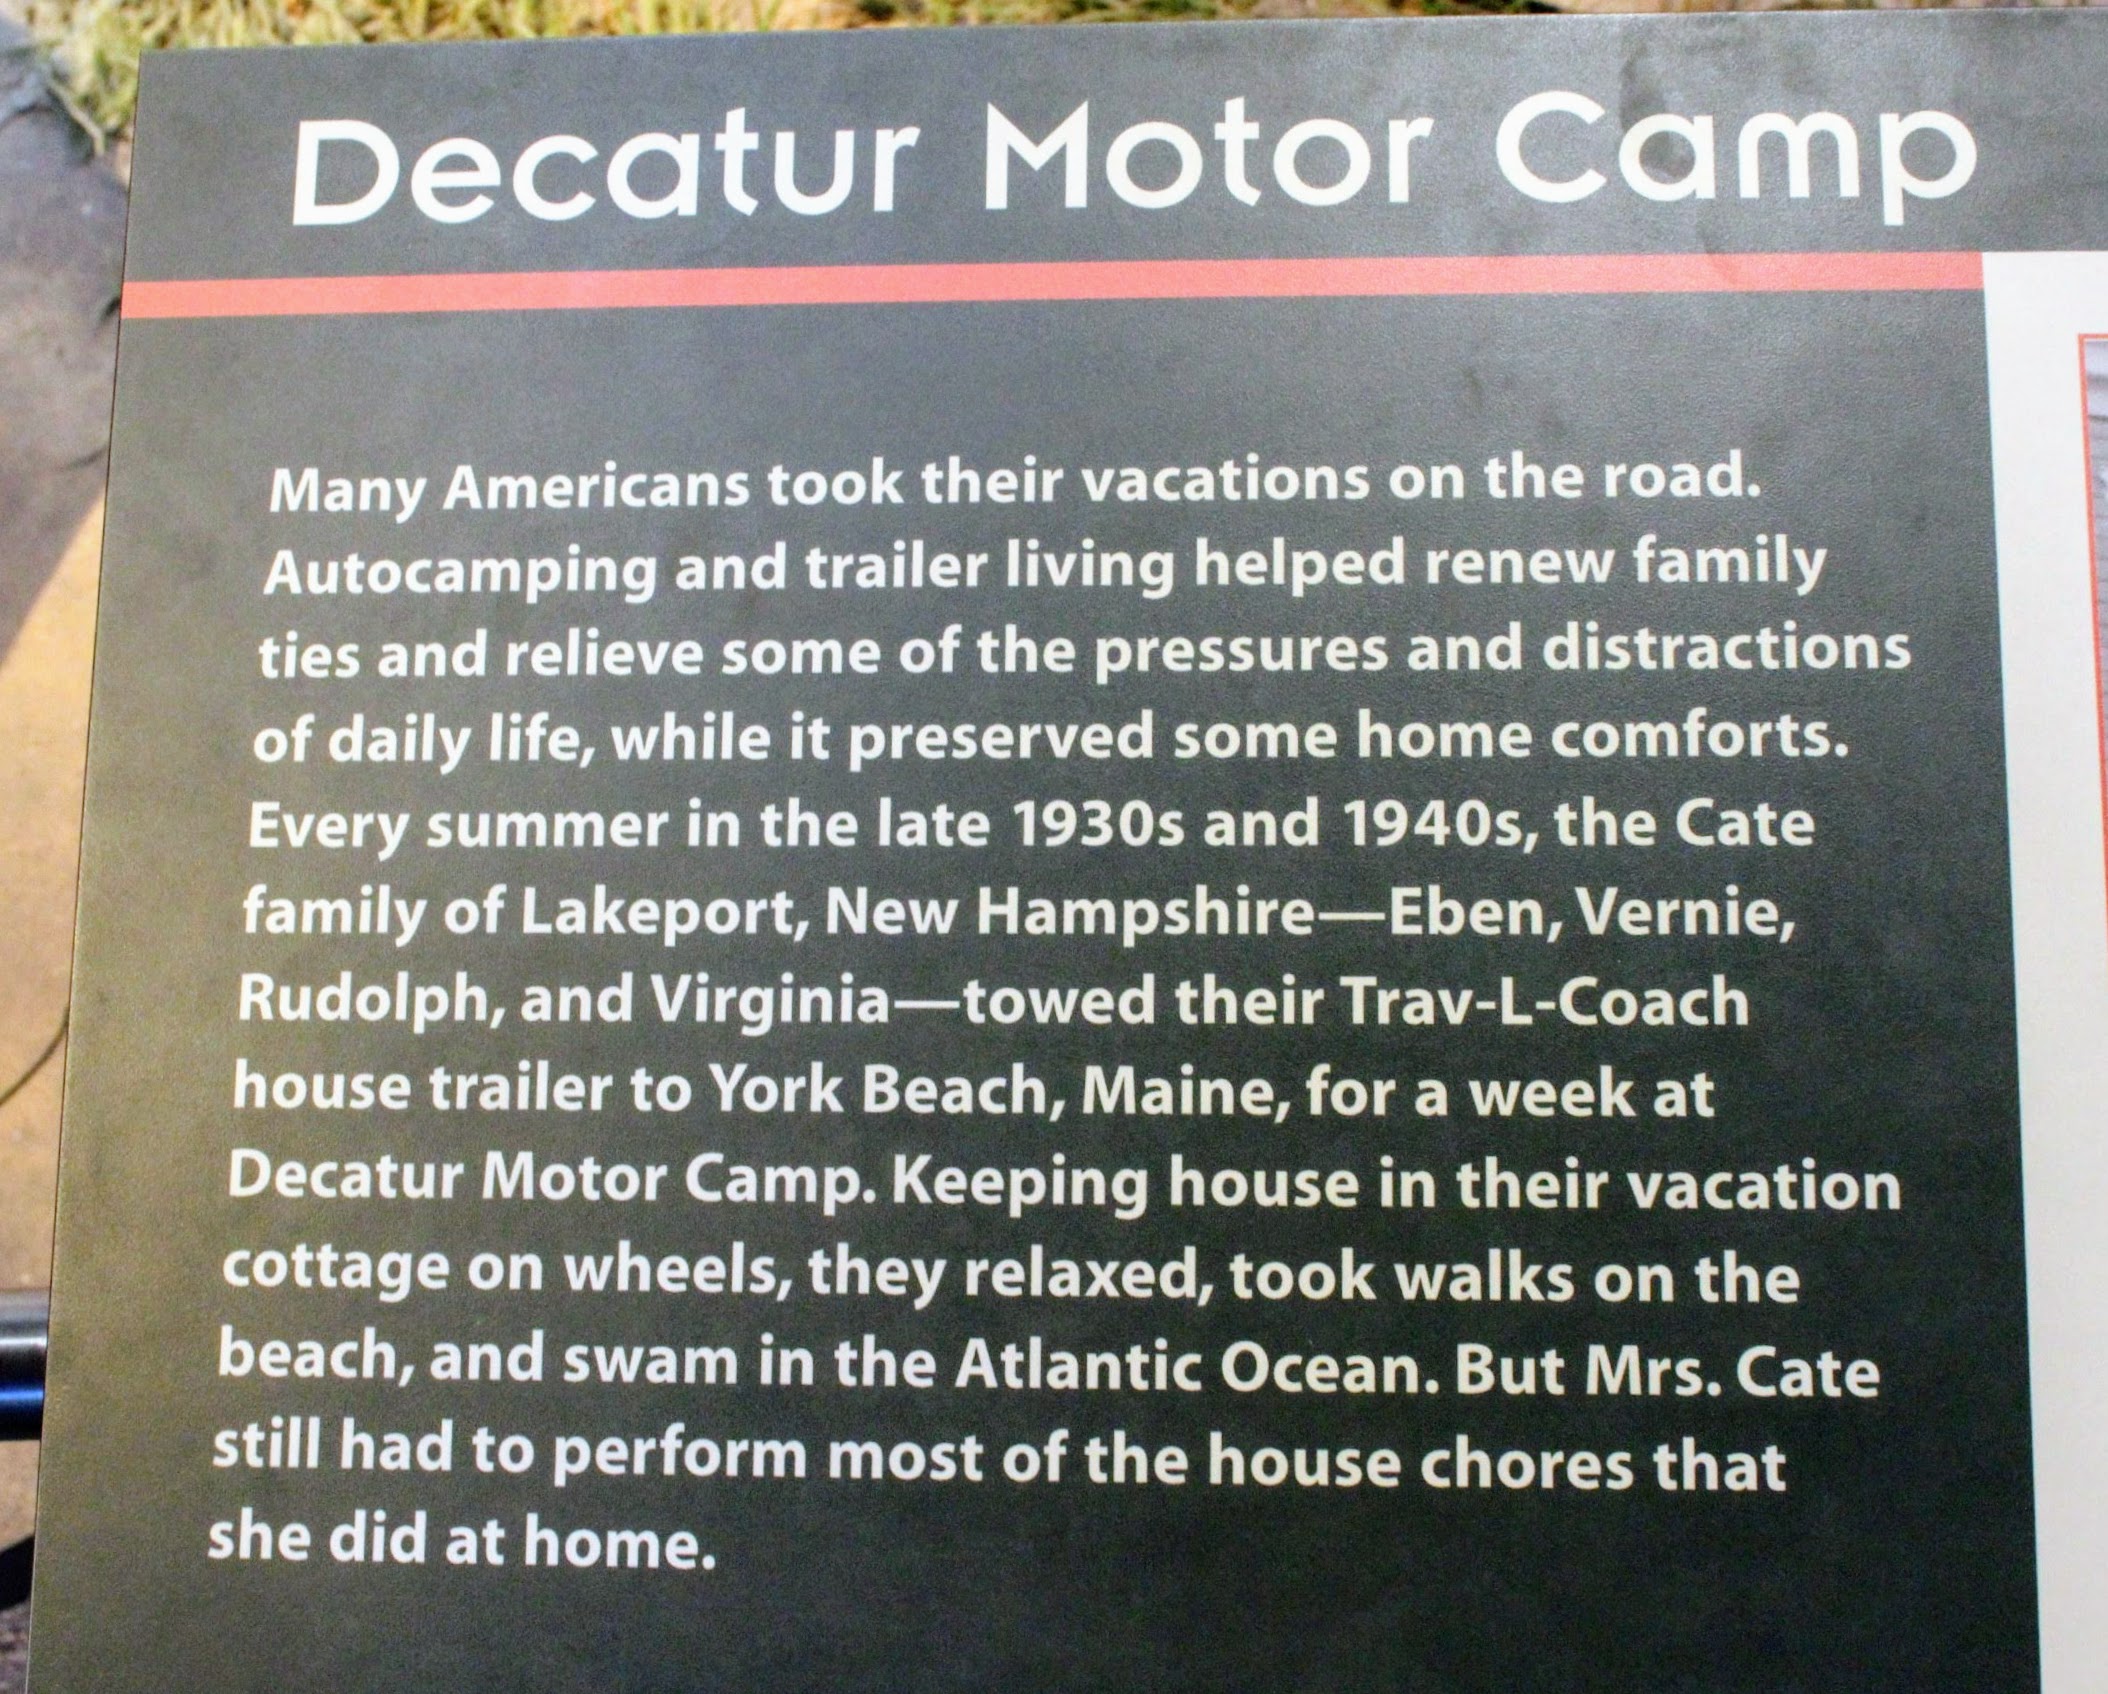 Decatur Motor Camp
Many Americans took their vacations on the road.
Autocamping and trailer living helped renew family
ties and relieve some of the pressures and distractions
of daily life, while it preserved some home comforts.
Every summer in the late 1930s and 1940s, the Cate
family of Lakeport, New Hampshire—Eben, Vernie,
Rudolph, and Virginia—towed their Trav-L-Coach
house trailer to York Beach, Maine, for a week at
Decatur Motor Camp. Keeping house in their vacation
cottage on wheels, they relaxed, took walks on the
beach, and swam in the Atlantic Ocean. But Mrs. Cate
still had to perform most of the house chores that
she did at home.